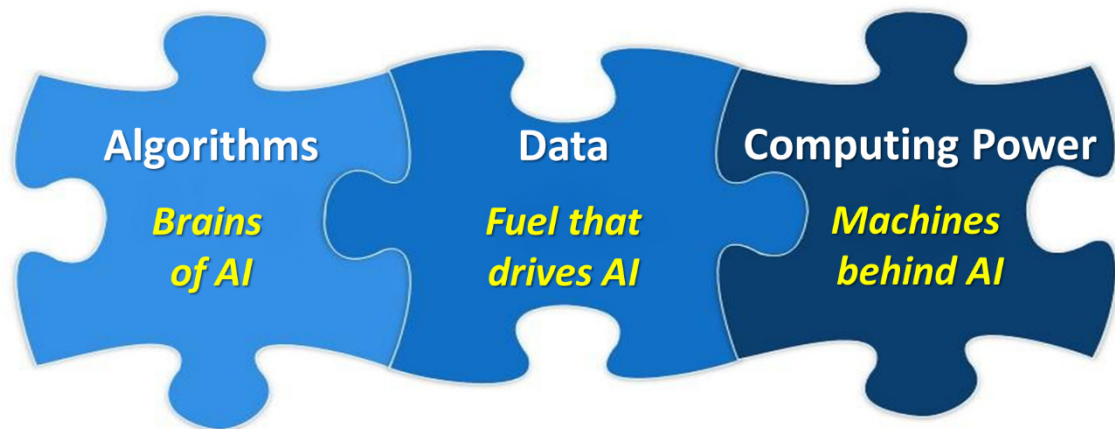 Algorithms
Brains
of AI
Data
Fuel that
drives AI
Computing Power
Machines
behind AI